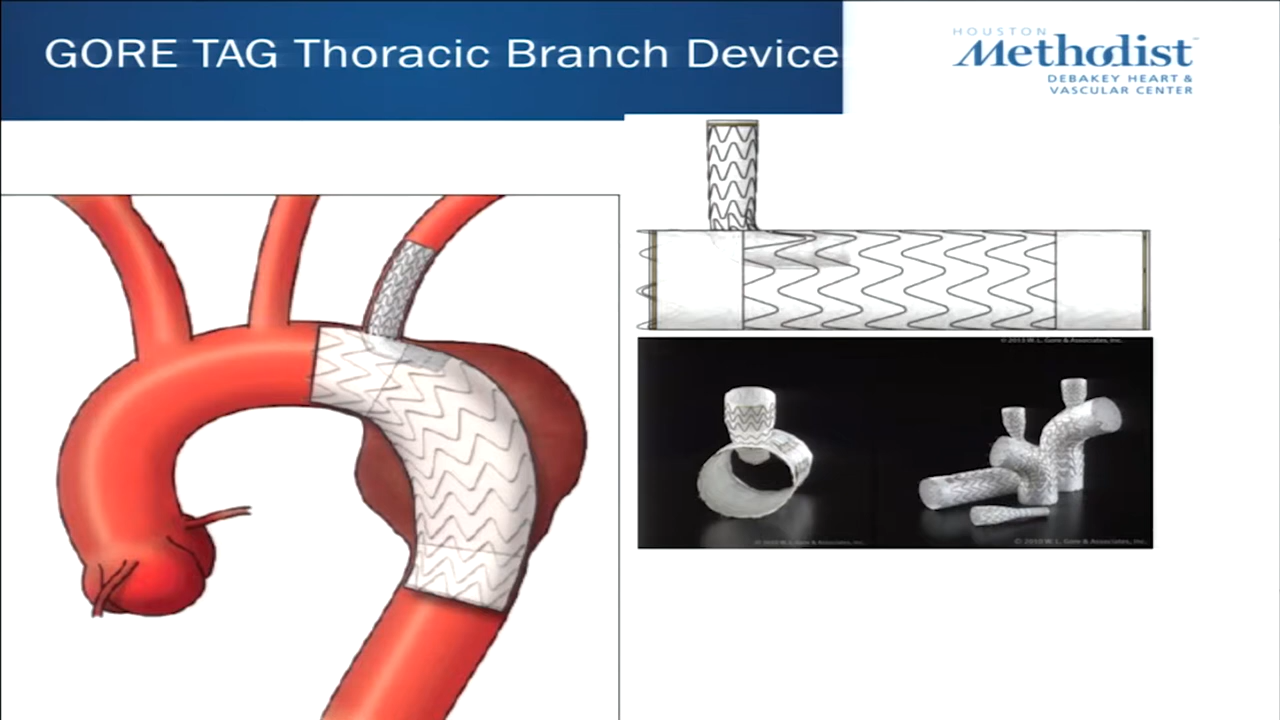 GORE TAG Thoracic Branch Device
HOUSTON
Methodist
DEBAKEY HEART &
VASCULAR CENTER
© 2013 W. L. Gore & Associates, Inc.
© 2010 W. L. Gore & Associates, Inc.
© 2010 W. L. Gore & Associates, Inc.